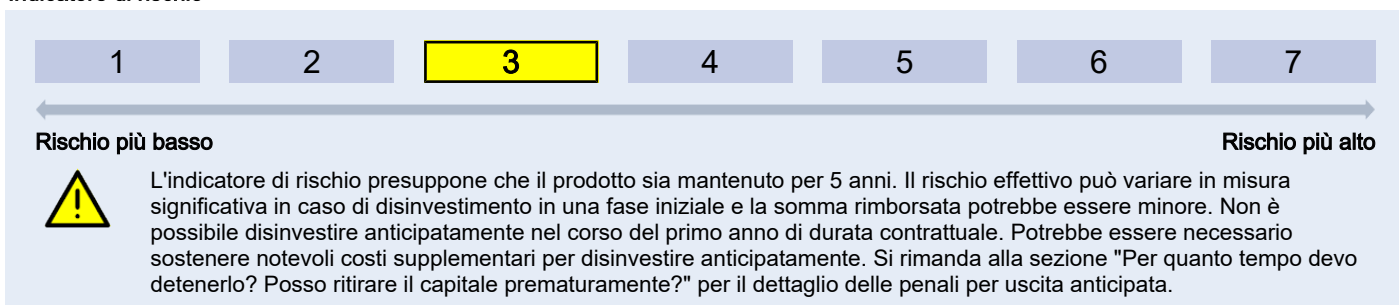 1 2 3 4 5 6 7
Rischio più basso Rischio più alto
L'indicatore di rischio presuppone che il prodotto sia mantenuto per 5 anni. Il rischio effettivo può variare in misura
significativa in caso di disinvestimento in una fase iniziale e la somma rimborsata potrebbe essere minore. Non è
possibile disinvestire anticipatamente nel corso del primo anno di durata contrattuale. Potrebbe essere necessario
sostenere notevoli costi supplementari per disinvestire anticipatamente. Si rimanda alla sezione "Per quanto tempo devo
detenerlo? Posso ritirare il capitale prematuramente?" per il dettaglio delle penali per uscita anticipata.